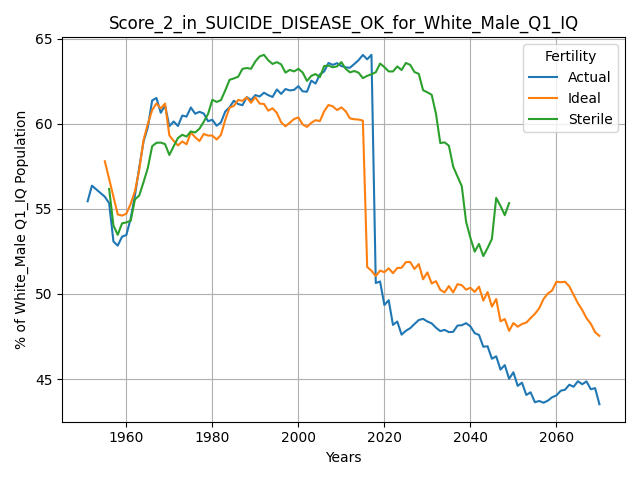 Score_2_in_SUICIDE_DISEASE_OK_for_White_Male_Q1_IQ
% of White_Male Q1_IQ Population
65
60
55
50
45
Fertility
Actual
Ideal
Sterile
1960 1980 2000 2020 2040 2060
Years